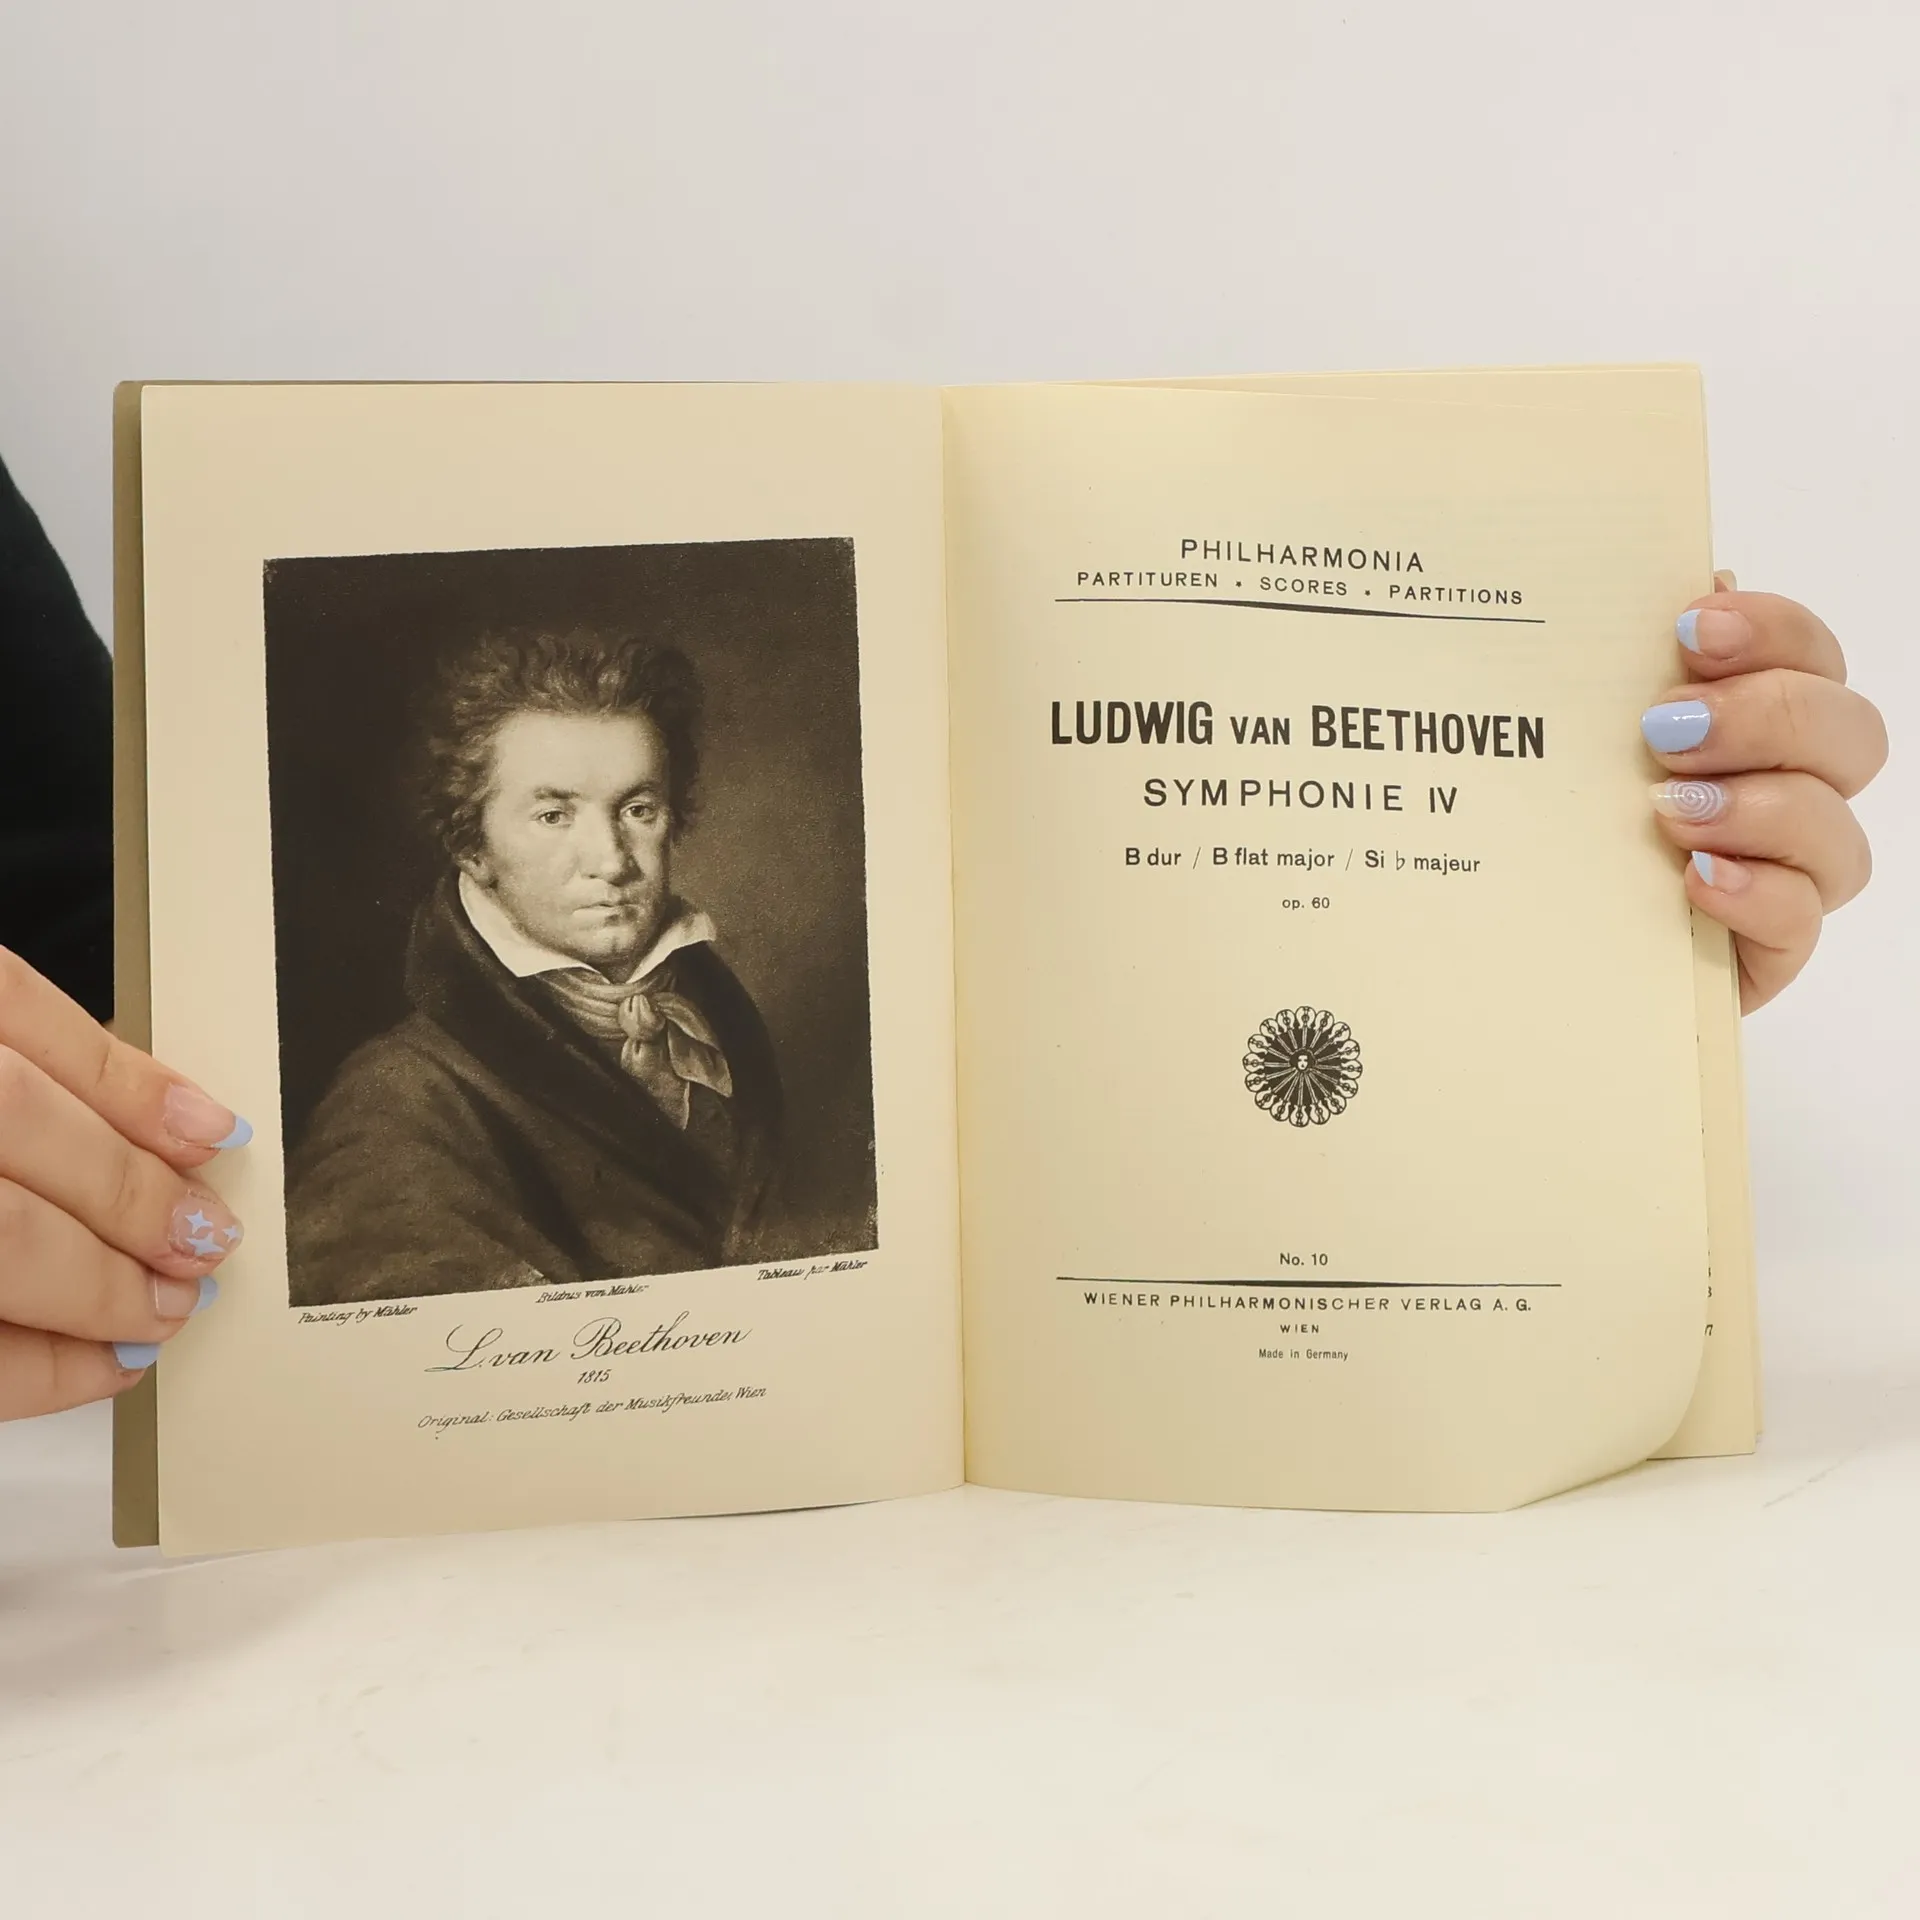 Painting by Mähler
Bildnis von Mähler
Tableau par Mähler
L. van Beethoven
1815
Original: Gesellschaft der Musikfreunde, Wien
PHILHARMONIA
PARTITUREN • SCORES • PARTITIONS
LUDWIG VAN BEETHOVEN
SYMPHONIE IV
B dur / B flat major / Si ♭ majeur
op. 60
No. 10
WIENER PHILHARMONISCHER VERLAG A. G.
WIEN
Made in Germany